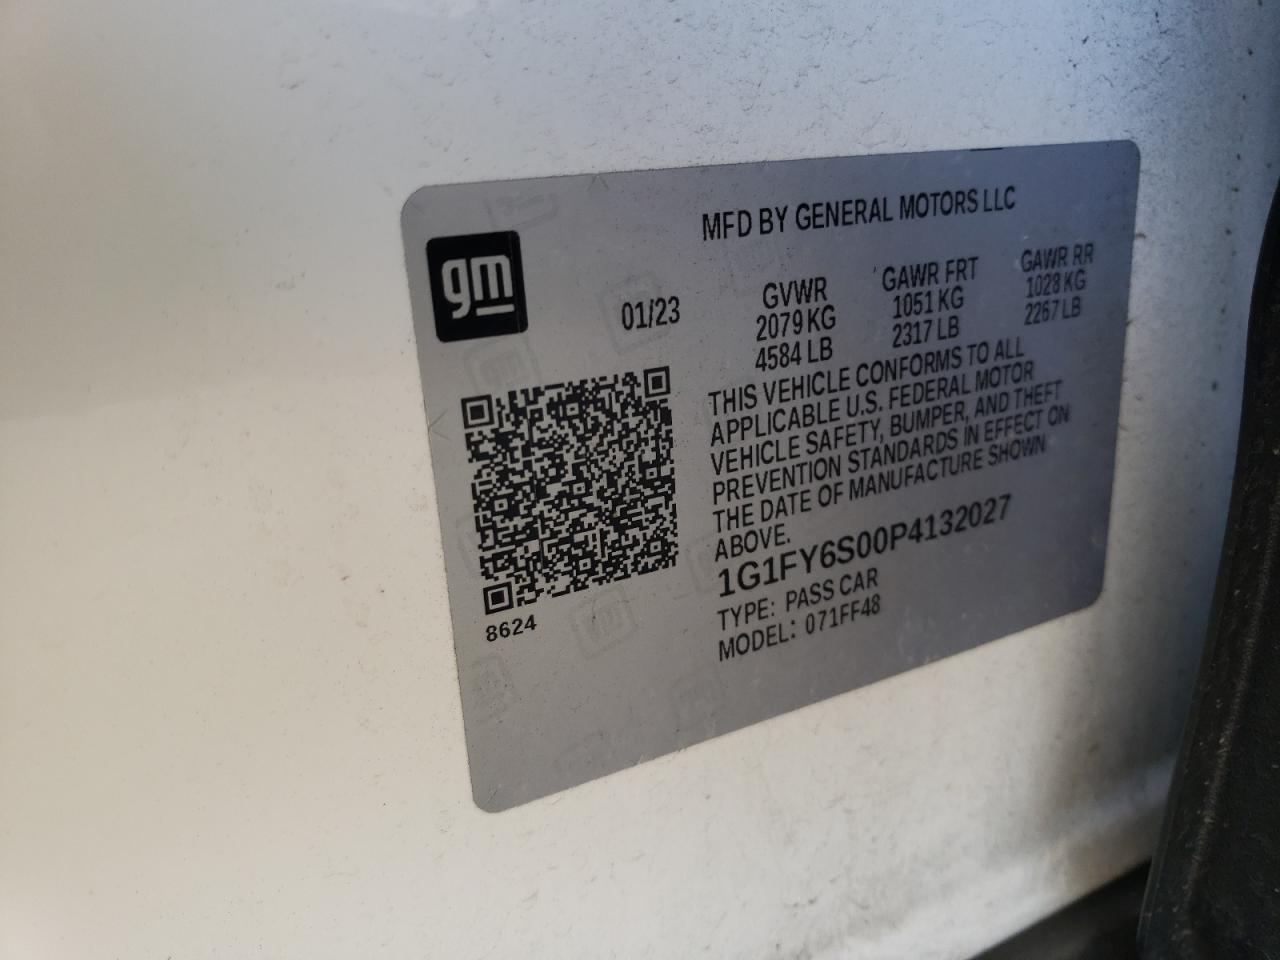 MFD BY GENERAL MOTORS LLC
gm
01/23
GVWR
2079 KG
4584 LB
GAWR FRT
1051 KG
2317 LB
GAWR RR
1028 KG
2267 LB
THIS VEHICLE CONFORMS TO ALL
APPLICABLE U.S. FEDERAL MOTOR
VEHICLE SAFETY, BUMPER, AND THEFT
PREVENTION STANDARDS IN EFFECT ON
THE DATE OF MANUFACTURE SHOWN
ABOVE.
1G1FY6S00P4132027
TYPE: PASS CAR
MODEL: 071FF48
8624